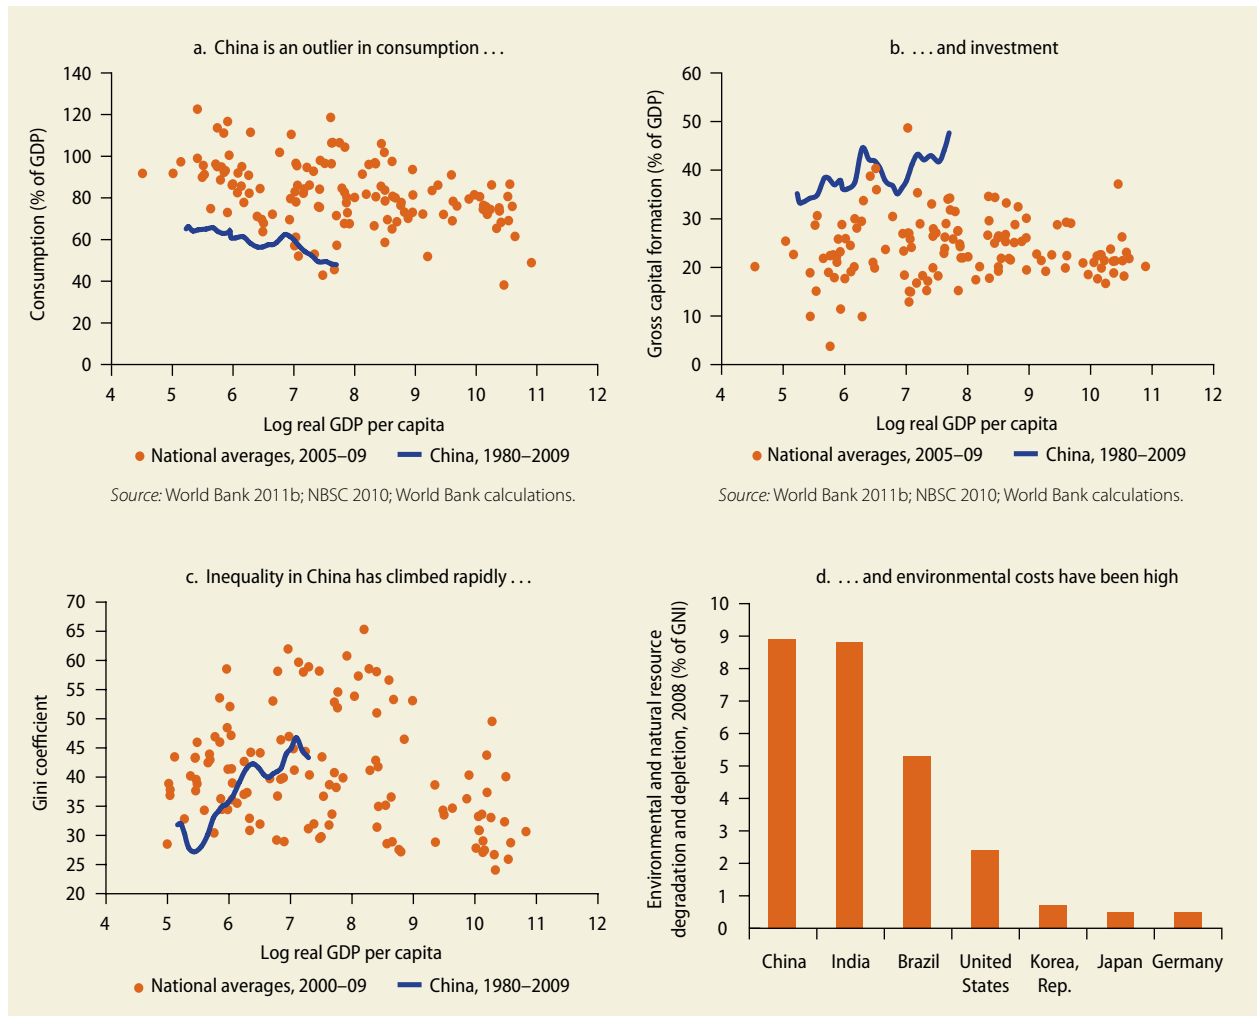 a. China is an outlier in consumption . . .
Consumption (% of GDP)
140
120
100
80
60
40
20
0
4 5 6 7 8 9 10 11 12
Log real GDP per capita
National averages, 2005–09 China, 1980–2009
Source: World Bank 2011b; NBSC 2010; World Bank calculations.
b. . . . and investment
Gross capital formation (% of GDP)
60
50
40
30
20
10
0
4 5 6 7 8 9 10 11 12
Log real GDP per capita
National averages, 2005–09 China, 1980–2009
Source: World Bank 2011b; NBSC 2010; World Bank calculations.
c. Inequality in China has climbed rapidly . . .
Gini coefficient
70
65
60
55
50
45
40
35
30
25
20
4 5 6 7 8 9 10 11 12
Log real GDP per capita
National averages, 2000–09 China, 1980–2009
d. . . . and environmental costs have been high
Environmental and natural resource
degradation and depletion, 2008 (% of GNI)
10
9
8
7
6
5
4
3
2
1
0
China India Brazil United Korea, Japan Germany
States Rep.